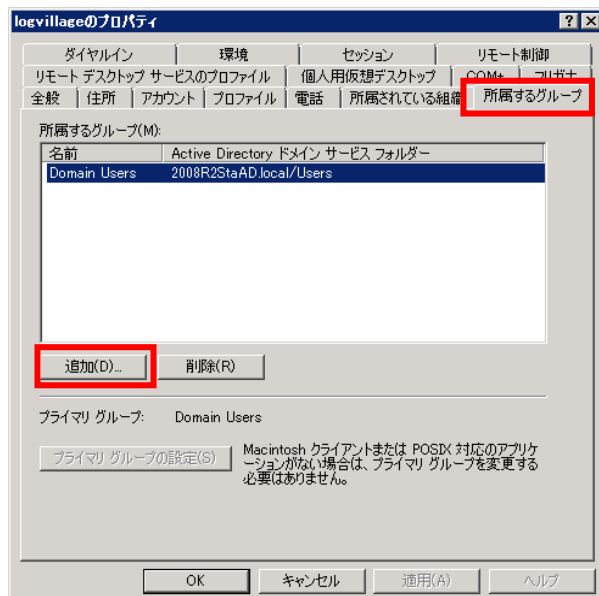 logvillageのプロパティ
ダイヤルイン 環境 セッション リモート制御
リモート デスクトップ サービスのプロファイル 個人用仮想デスクトップ COM+ フリガナ
全般 住所 アカウント プロファイル 電話 所属されている組織 所属するグループ
所属するグループ(M):
名前 Active Directory ドメイン サービス フォルダー
Domain Users 2008R2StaAD.local/Users
追加(D)... 削除(R)
プライマリ グループ: Domain Users
プライマリ グループの設定(S)
Macintosh クライアントまたは POSIX 対応のアプリケ
ーションがない場合は、プライマリ グループを変更する
必要はありません。
OK キャンセル 適用(A) ヘルプ